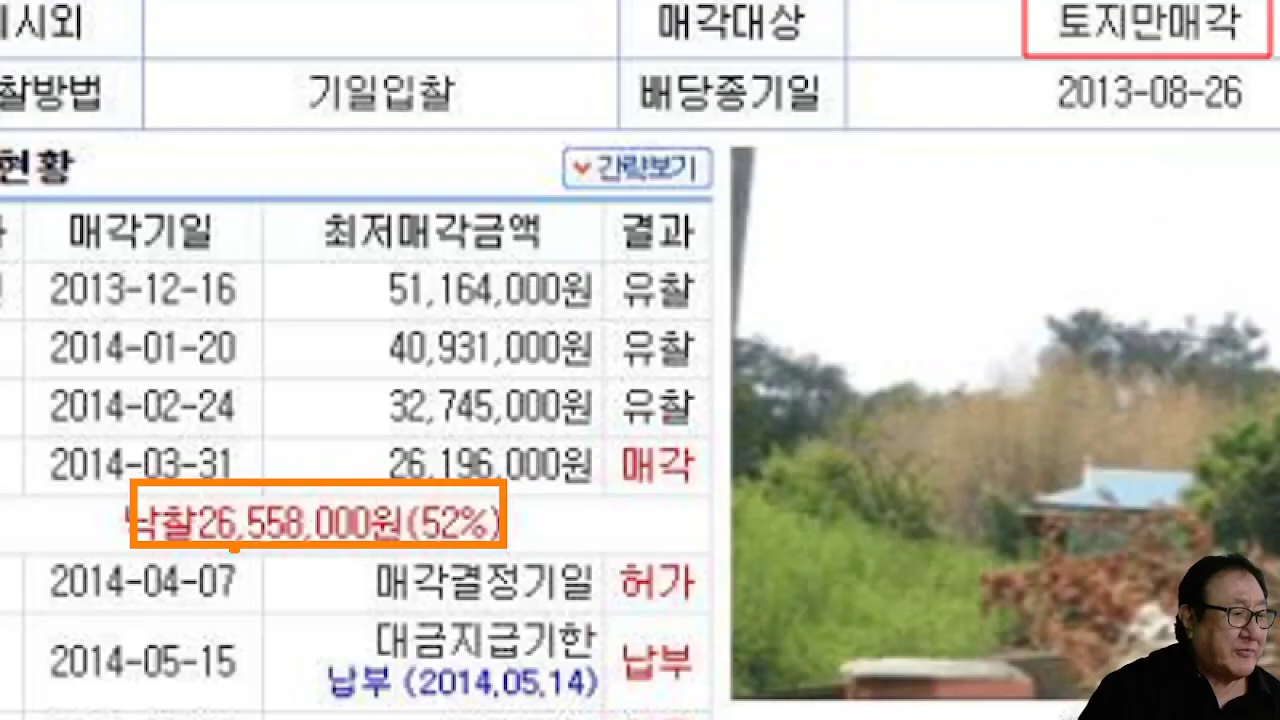 시외 매각대상 토지만매각
찰방법 기일입찰 배당종기일 2013-08-26
현황 간략보기
매각기일 최저매각금액 결과
2013-12-16 51,164,000원 유찰
2014-01-20 40,931,000원 유찰
2014-02-24 32,745,000원 유찰
2014-03-31 26,196,000원 매각
낙찰26,558,000원(52%)
2014-04-07 매각결정기일 허가
2014-05-15 대금지급기한 납부
납부 (2014.05.14)